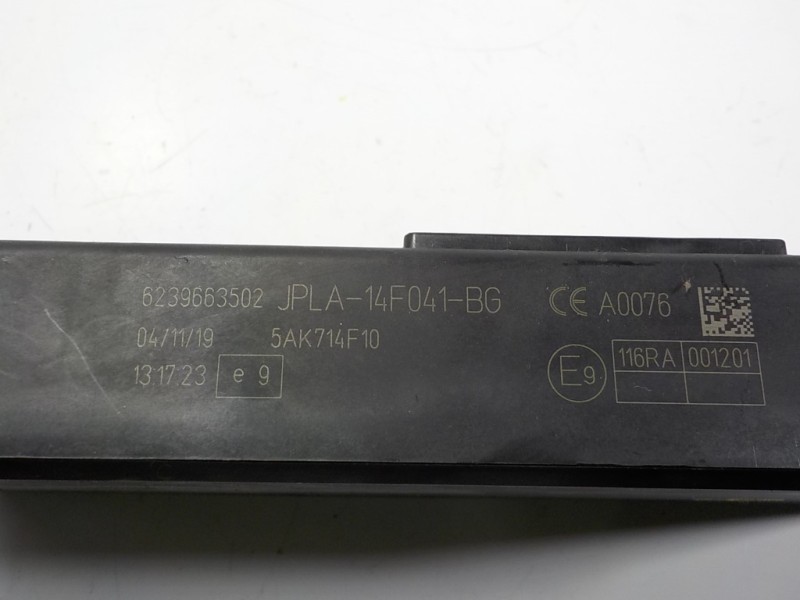 6239663502 JPLA-14F041-BG CE A0076
04/11/19 5AK714F10
13:17:23 e 9
E9 116RA 001201